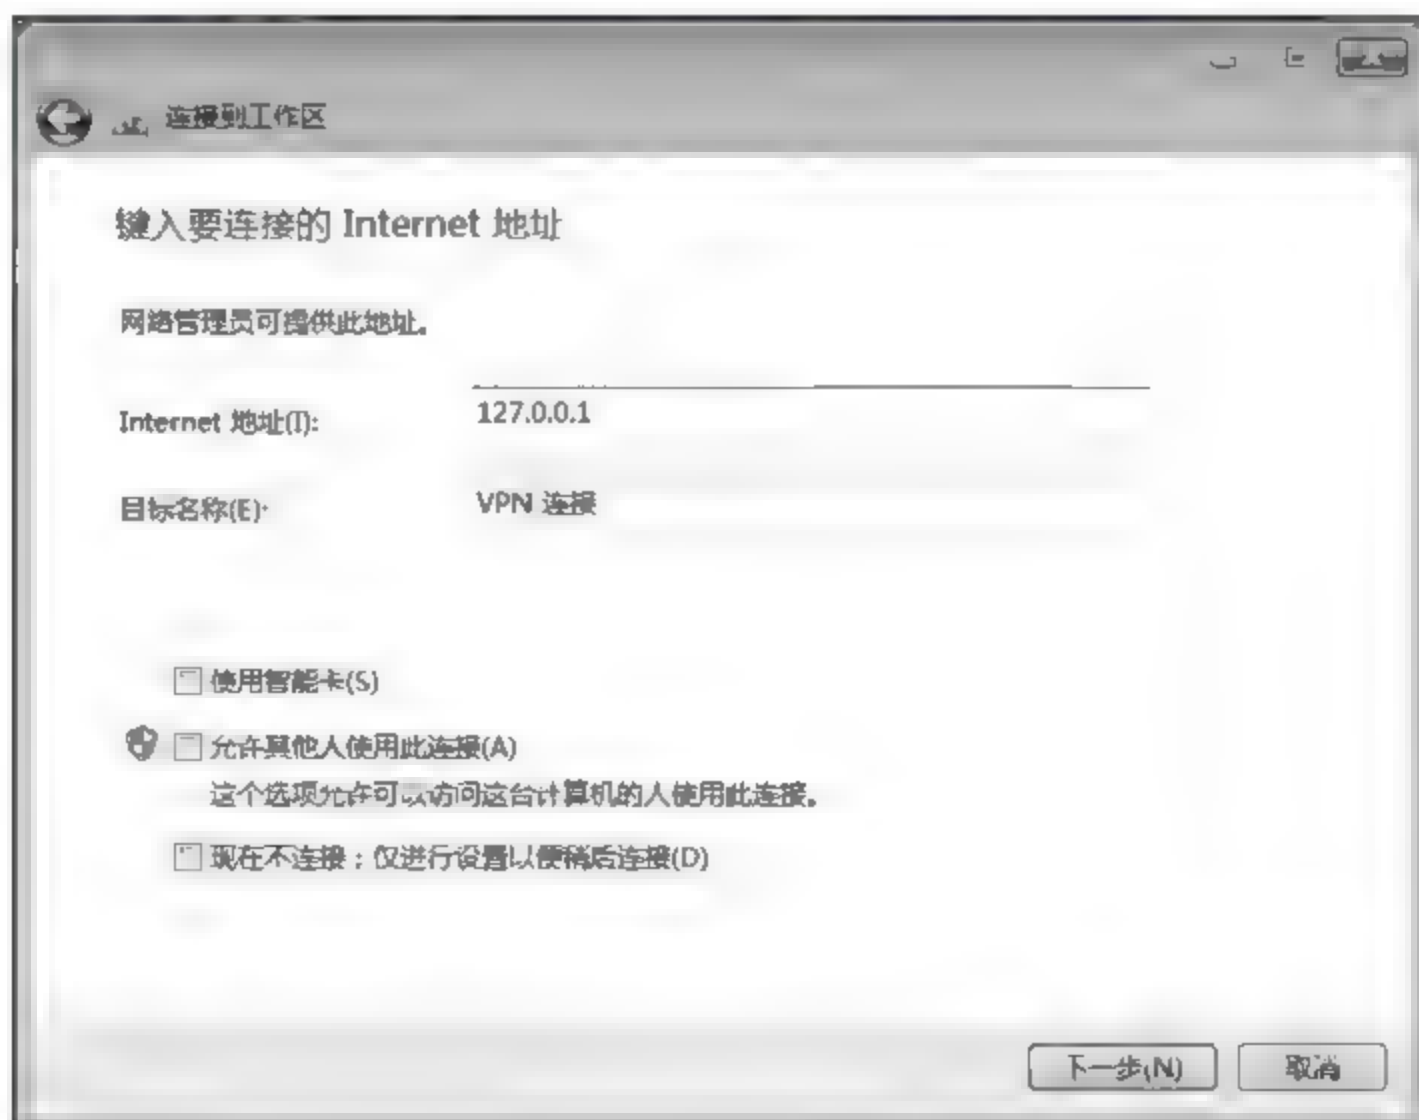 连接到工作区
键入要连接的 Internet 地址
网络管理员可提供此地址。
Internet 地址(I):
127.0.0.1
目标名称(E):
VPN 连接
使用智能卡(S)
允许其他人使用此连接(A)
这个选项允许可以访问这台计算机的人使用此连接。
现在不连接；仅进行设置以便稍后连接(D)
下一步(N)
取消